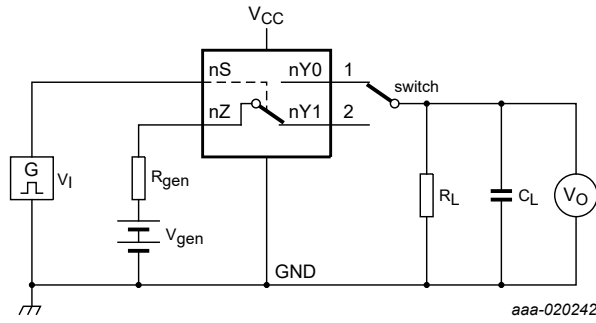 VCC
nS nY0 1
switch
nZ nY1 2
G
VI
Rgen
Vgen
RL
CL
VO
GND
aaa-020242